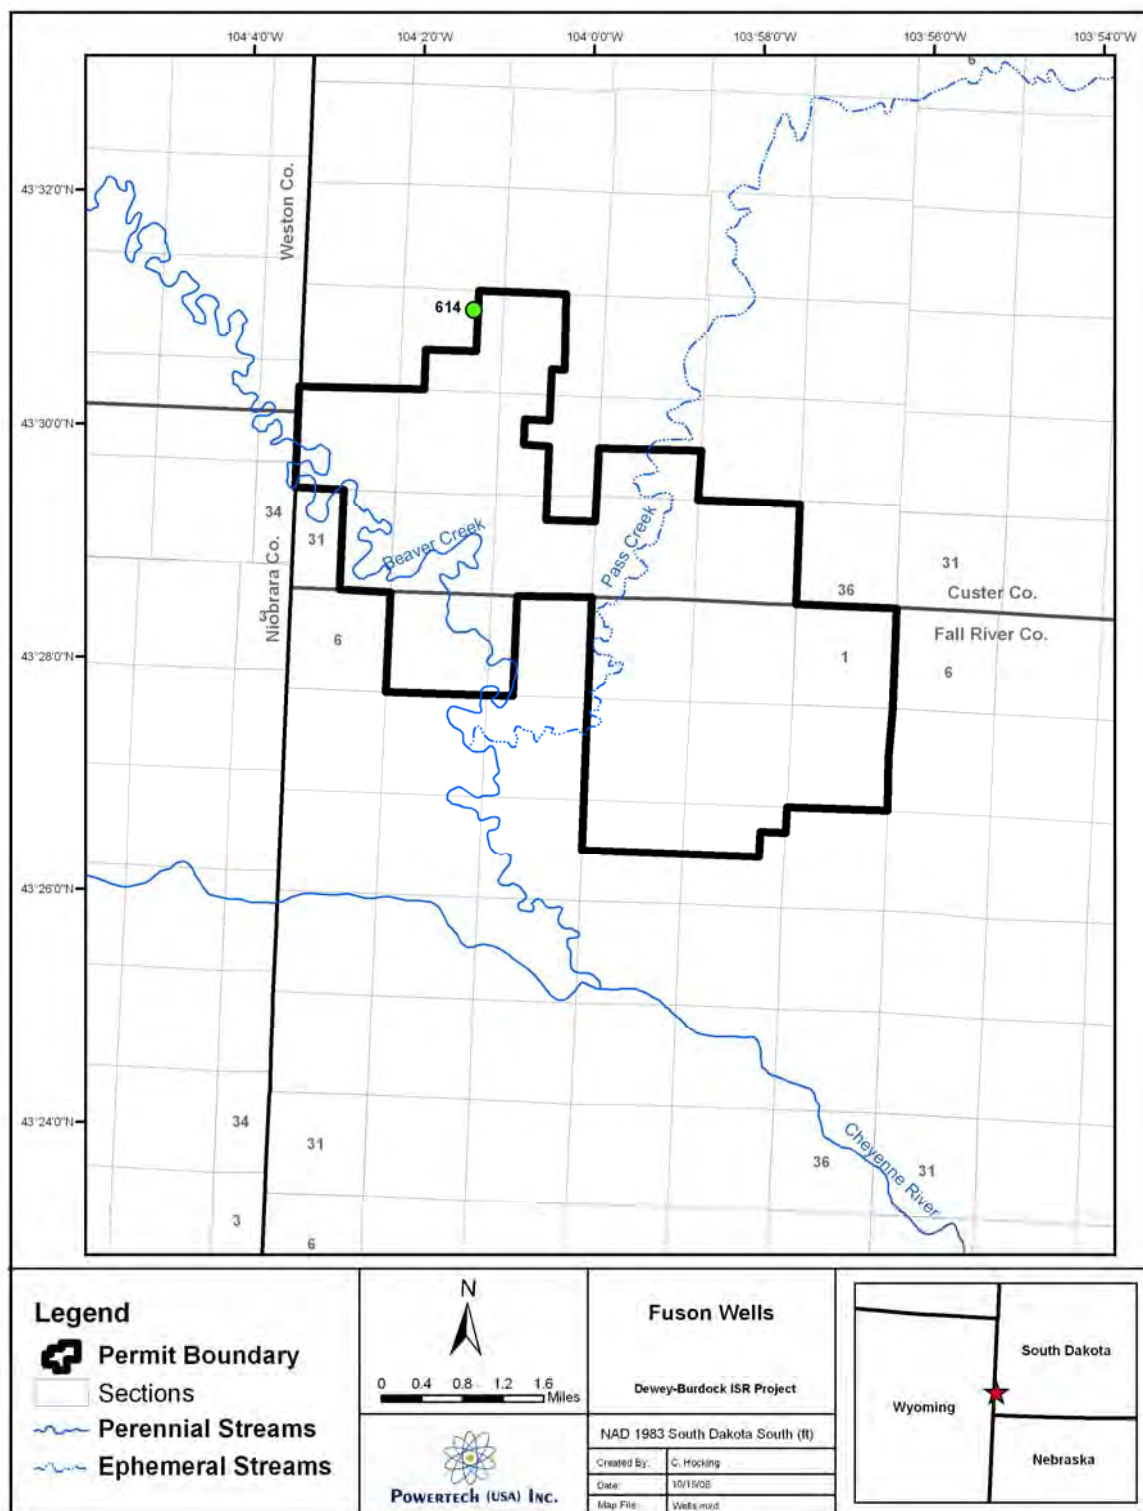 104°4'0"W 104°2'0"W 104°0'0"W 103°58'0"W 103°56'0"W 103°54'0"W
6
43°32'0"N
Weston Co.
614
43°30'0"N
34
31
Beaver Creek
Pass Creek
Niobrara Co.
36
31
Custer Co.
3
6
1
Fall River Co.
6
43°28'0"N
43°26'0"N
43°24'0"N
34
31
36
31
Cheyenne River
3
6
Legend
Permit Boundary
Sections
Perennial Streams
Ephemeral Streams
N
0 0.4 0.8 1.2 1.6
Miles
POWERTECH (USA) INC.
Fuson Wells
Dewey-Burdock ISR Project
NAD 1983 South Dakota South (ft)
Created By: C. Hocking
Date: 10/15/08
Map File: Wells.mxd
South Dakota
Wyoming
Nebraska